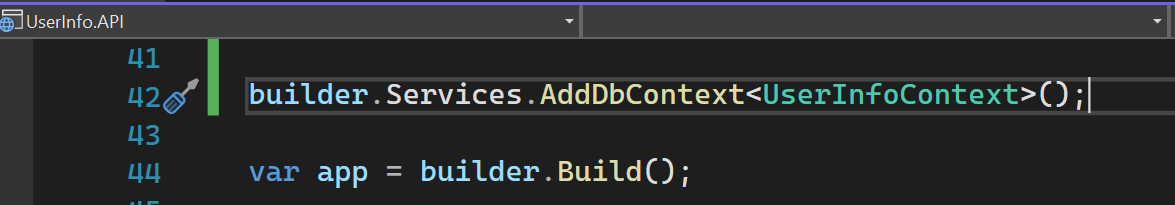 UserInfo.API
41
42 builder.Services.AddDbContext<UserInfoContext>();
43
44 var app = builder.Build();